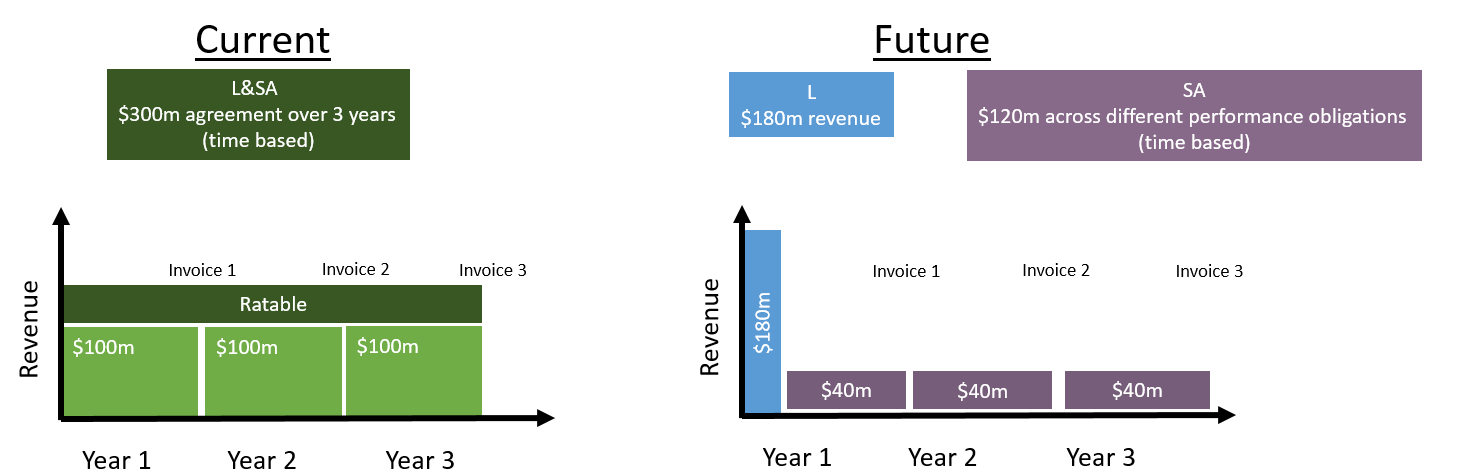 Current
L&SA
$300m agreement over 3 years
(time based)
Revenue
Invoice 1
Invoice 2
Invoice 3
Ratable
$100m
$100m
$100m
Year 1
Year 2
Year 3
Future
L
$180m revenue
SA
$120m across different performance obligations
(time based)
Revenue
Invoice 1
Invoice 2
Invoice 3
$180m
$40m
$40m
$40m
Year 1
Year 2
Year 3